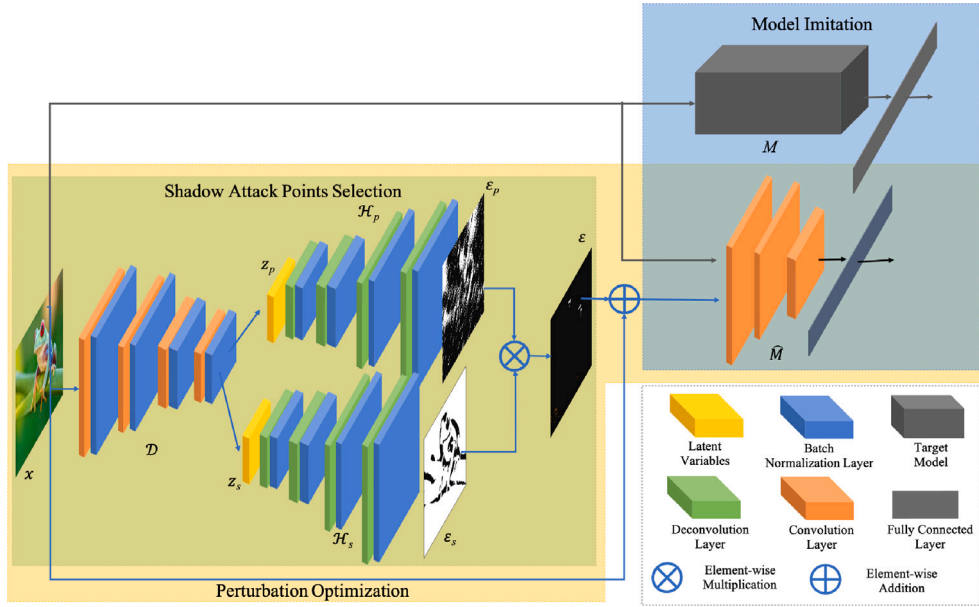 Model Imitation
M
Shadow Attack Points Selection
ℋₚ
εₚ
zₚ
ε
M̂
x
𝒟
zₛ
ℋₛ
εₛ
Perturbation Optimization
Latent
Variables
Batch
Normalization Layer
Target
Model
Deconvolution
Layer
Convolution
Layer
Fully Connected
Layer
Element-wise
Multiplication
Element-wise
Addition